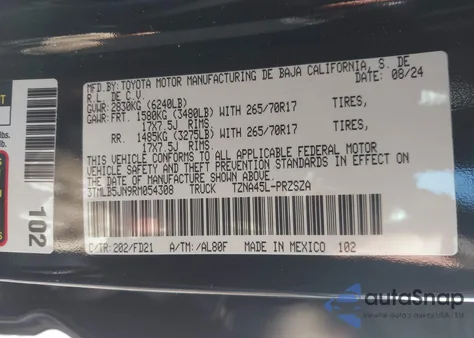 MFD.BY:TOYOTA MOTOR MANUFACTURING DE BAJA CALIFORNIA, S. DE
R.L. DE C.V. 08/24
GVWR:2830KG (6240LB)
GAWR:FRT. 1580KG (3480LB) WITH 265/70R17 TIRES,
17X7.5J RIMS,
RR. 1485KG (3275LB) WITH 265/70R17 TIRES,
17X7.5J RIMS,
THIS VEHICLE CONFORMS TO ALL APPLICABLE FEDERAL MOTOR
VEHICLE SAFETY AND THEFT PREVENTION STANDARDS IN EFFECT ON
THE DATE OF MANUFACTURE SHOWN ABOVE.
3TMLB5JN9RM054308 TRUCK TZNA45L-PRZSZA
C/TR:202/FD21 A/TM:/AL80F MADE IN MEXICO 102
lbs.
lb.
102
autoSnap